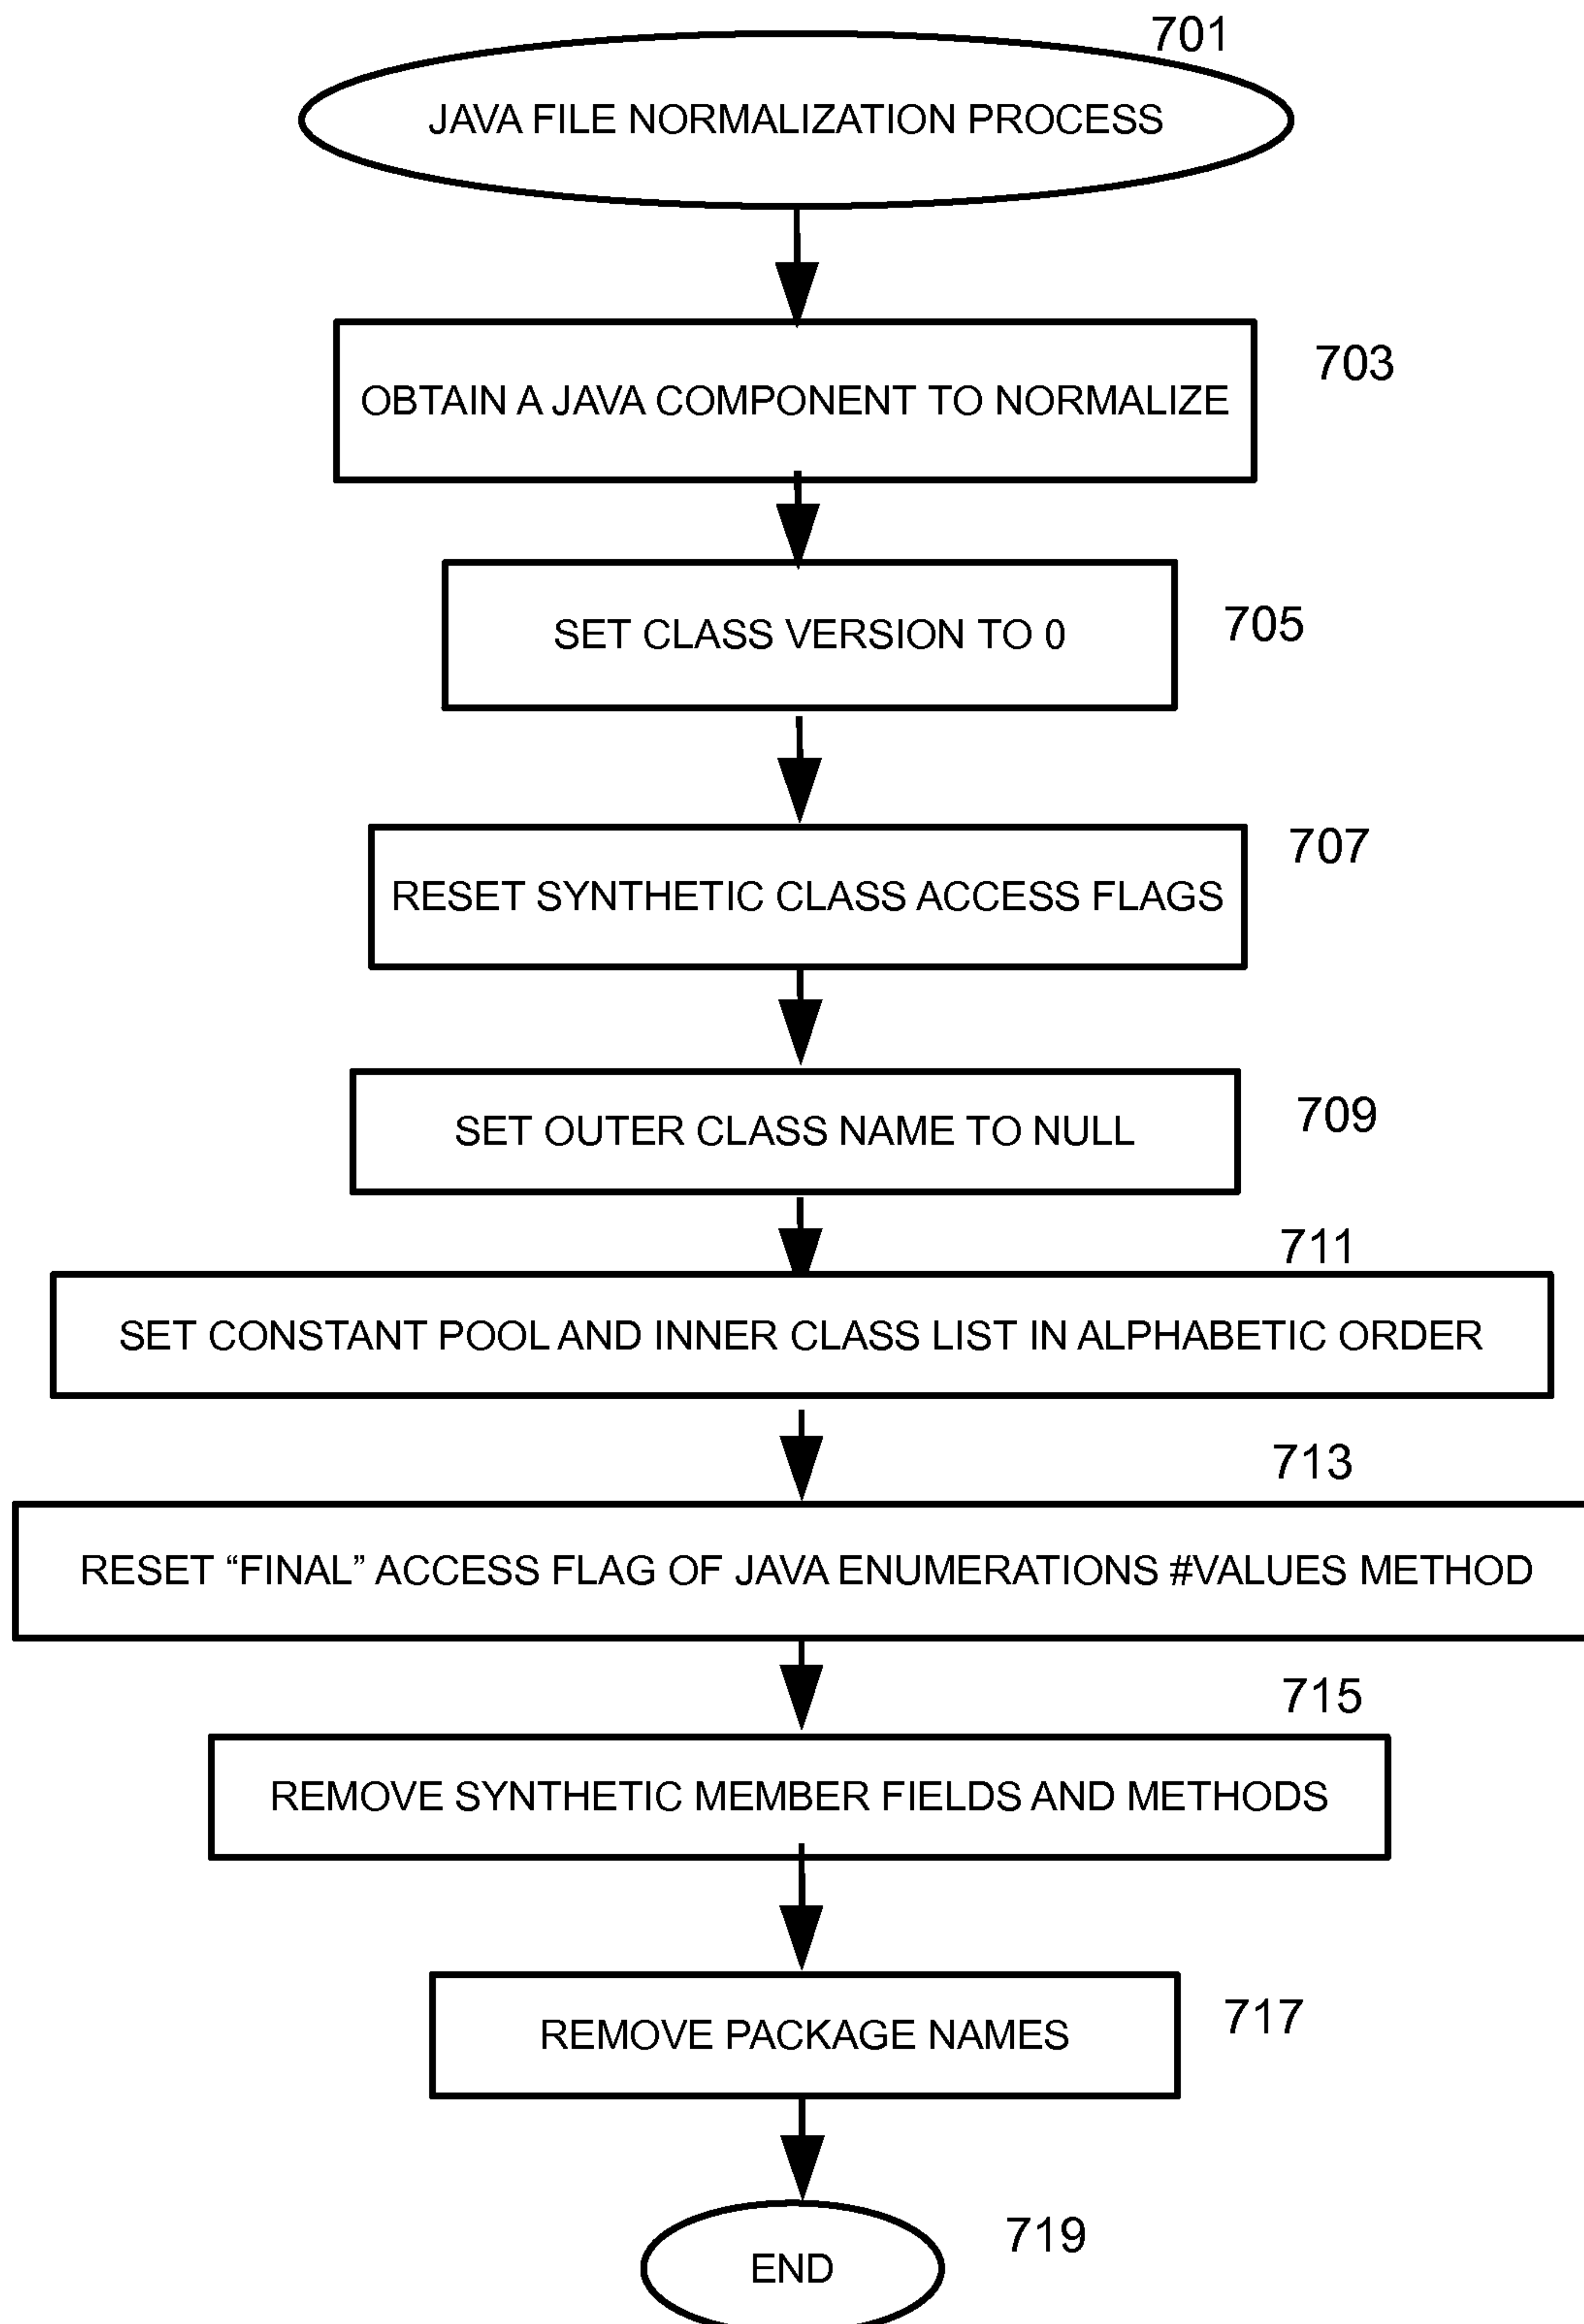 701
JAVA FILE NORMALIZATION PROCESS
703
OBTAIN A JAVA COMPONENT TO NORMALIZE
705
SET CLASS VERSION TO 0
707
RESET SYNTHETIC CLASS ACCESS FLAGS
709
SET OUTER CLASS NAME TO NULL
711
SET CONSTANT POOL AND INNER CLASS LIST IN ALPHABETIC ORDER
713
RESET “FINAL” ACCESS FLAG OF JAVA ENUMERATIONS #VALUES METHOD
715
REMOVE SYNTHETIC MEMBER FIELDS AND METHODS
717
REMOVE PACKAGE NAMES
719
END